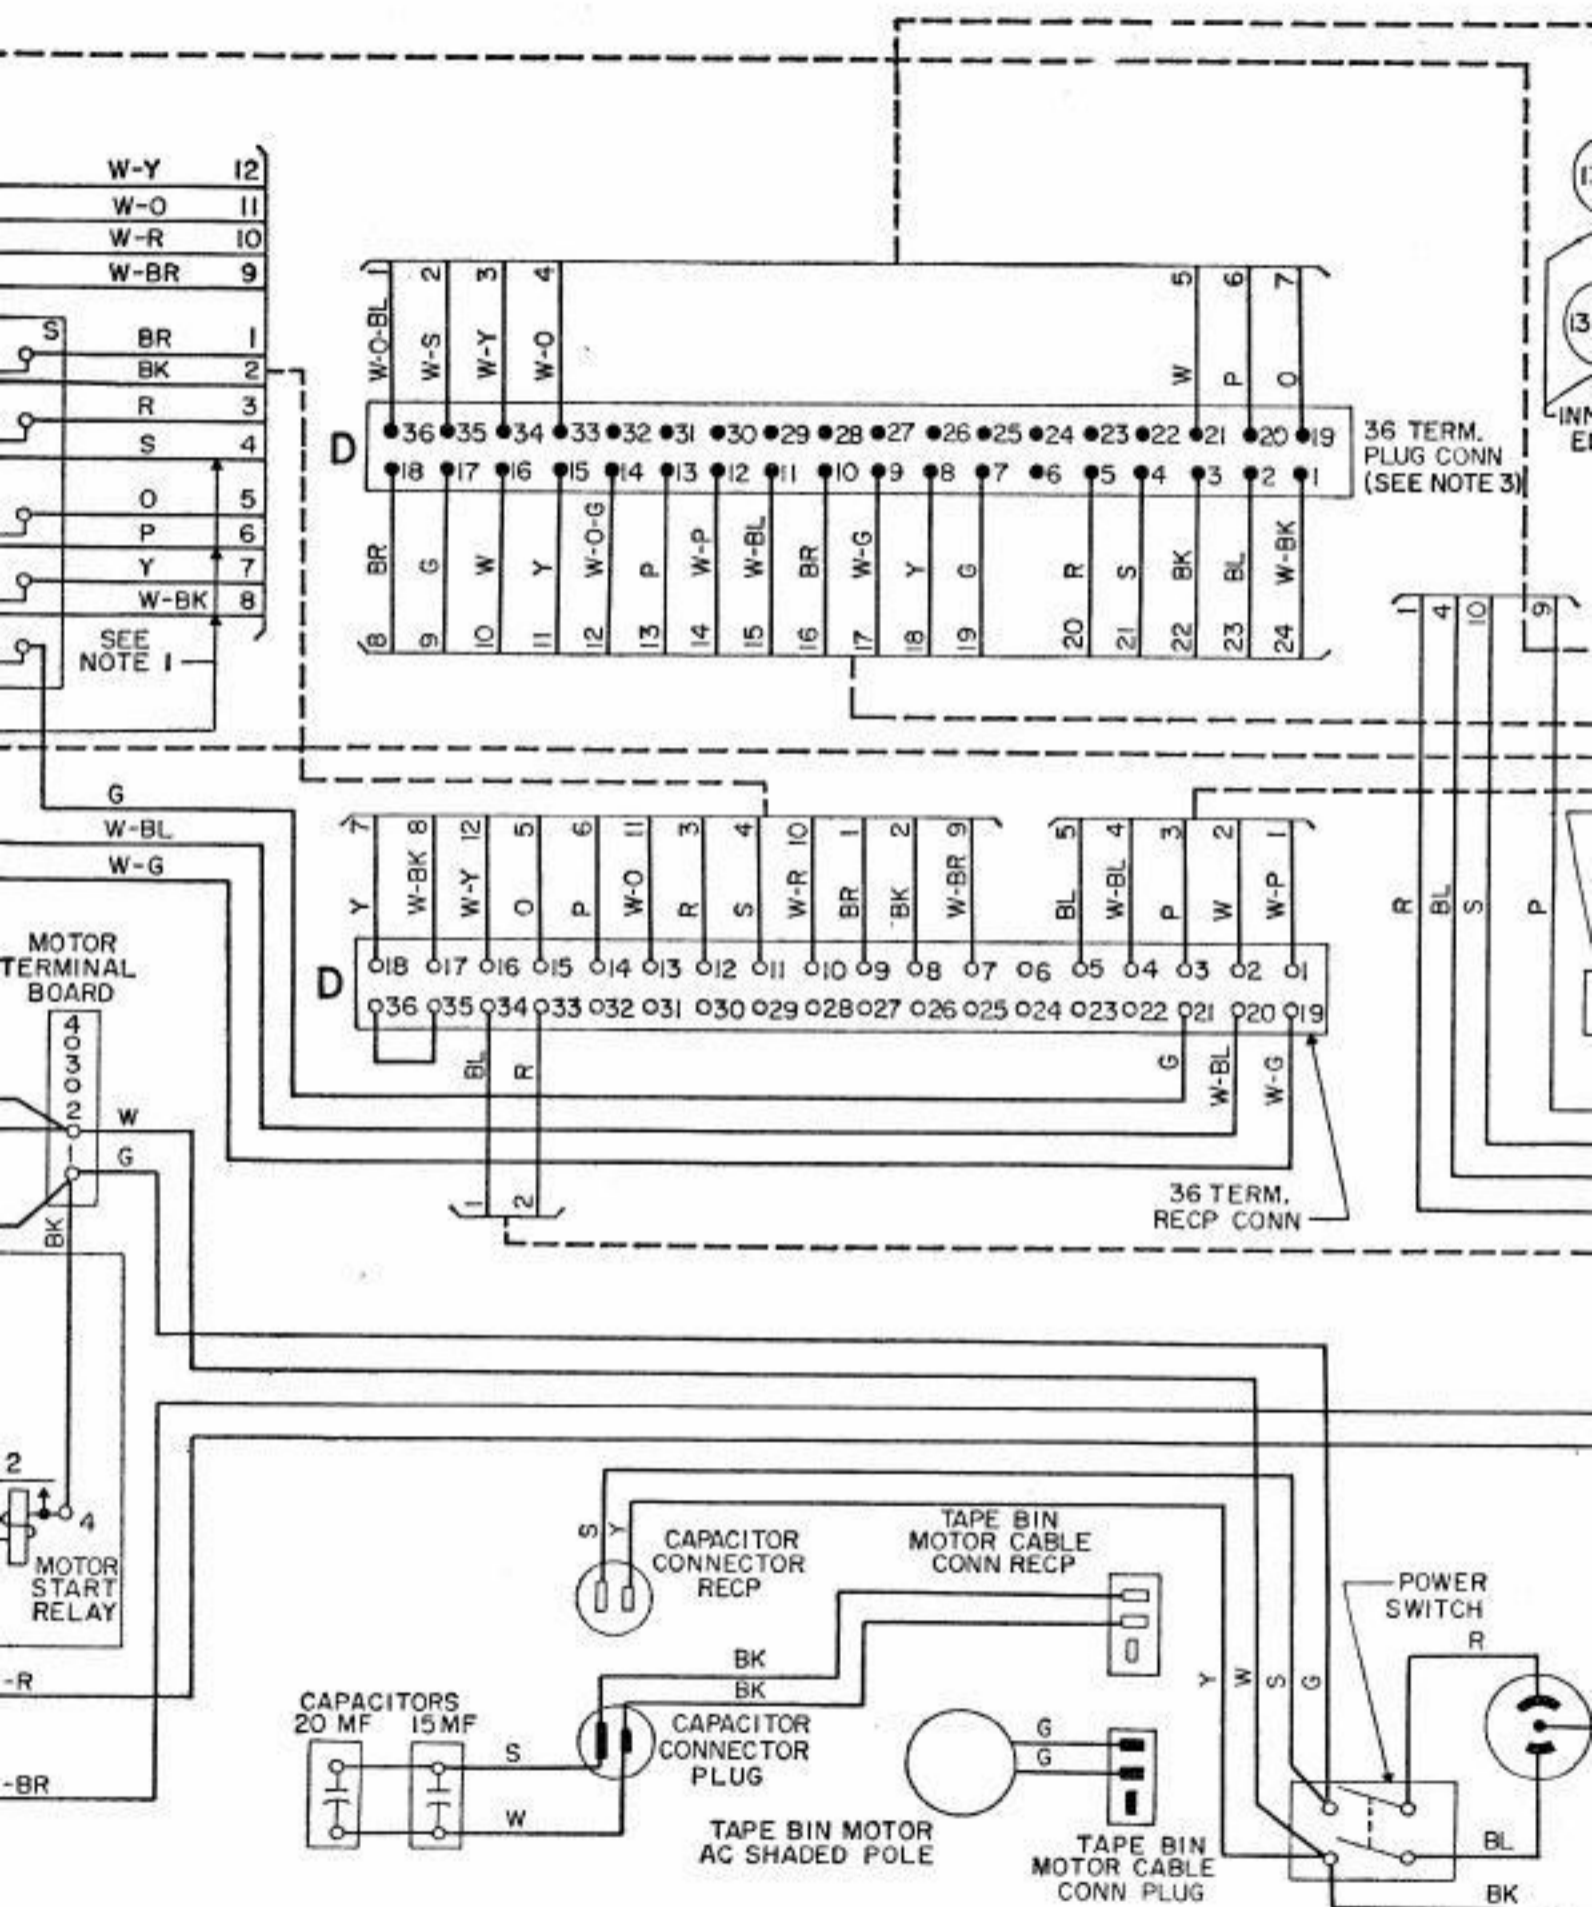 W-Y 12
W-O 11
W-R 10
W-BR 9
S
BR 1
BK 2
R 3
S 4
O 5
P 6
Y 7
W-BK 8
SEE
NOTE 1
1 2 3 4 5 6 7
W-O-BL W-S W-Y W-O W P O
D
36 35 34 33 32 31 30 29 28 27 26 25 24 23 22 21 20 19
18 17 16 15 14 13 12 11 10 9 8 7 6 5 4 3 2 1
36 TERM.
PLUG CONN
(SEE NOTE 3)
BR G W Y W-O-G P W-P W-BL BR W-G Y G R S BK BL W-BK
8 9 10 11 12 13 14 15 16 17 18 19 20 21 22 23 24
13
1 4 10 9
R BL S P
G
W-BL
W-G
7 8 12 5 6 11 3 4 10 1 2 9 5 4 3 2 1
Y W-BK W-Y O P W-O R S W-R BR BK W-BR BL W-BL P W W-P
D
18 17 16 15 14 13 12 11 10 9 8 7 6 5 4 3 2 1
36 35 34 33 32 31 30 29 28 27 26 25 24 23 22 21 20 19
BL R G W-BL W-G
1 2
36 TERM.
RECP CONN
MOTOR
TERMINAL
BOARD
4
3
2
1
W
G
BK
2
4
MOTOR
START
RELAY
-R
-BR
S Y
CAPACITOR
CONNECTOR
RECP
TAPE BIN
MOTOR CABLE
CONN RECP
BK
BK
CAPACITORS
20 MF 15MF
S
W
CAPACITOR
CONNECTOR
PLUG
G
G
TAPE BIN MOTOR
AC SHADED POLE
TAPE BIN
MOTOR CABLE
CONN PLUG
Y W S G
POWER
SWITCH
R
BL
BK